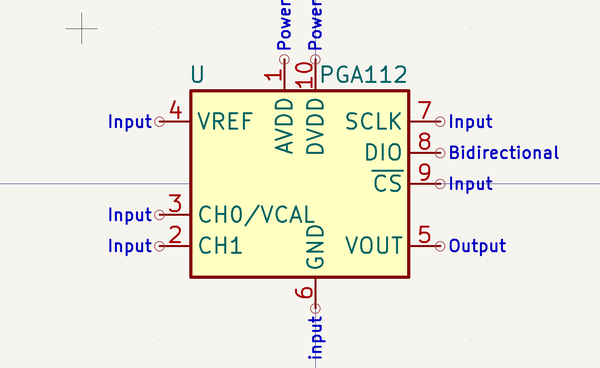 Power
Power
U
1
10
PGA112
Input
4
VREF
AVDD
DVDD
SCLK
7
Input
DIO
8
Bidirectional
CS
9
Input
Input
3
CH0/VCAL
Input
2
CH1
GND
VOUT
5
Output
6
input